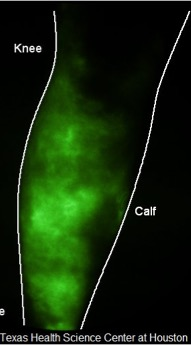 Knee
Calf
e
Texas Health Science Center at Houston